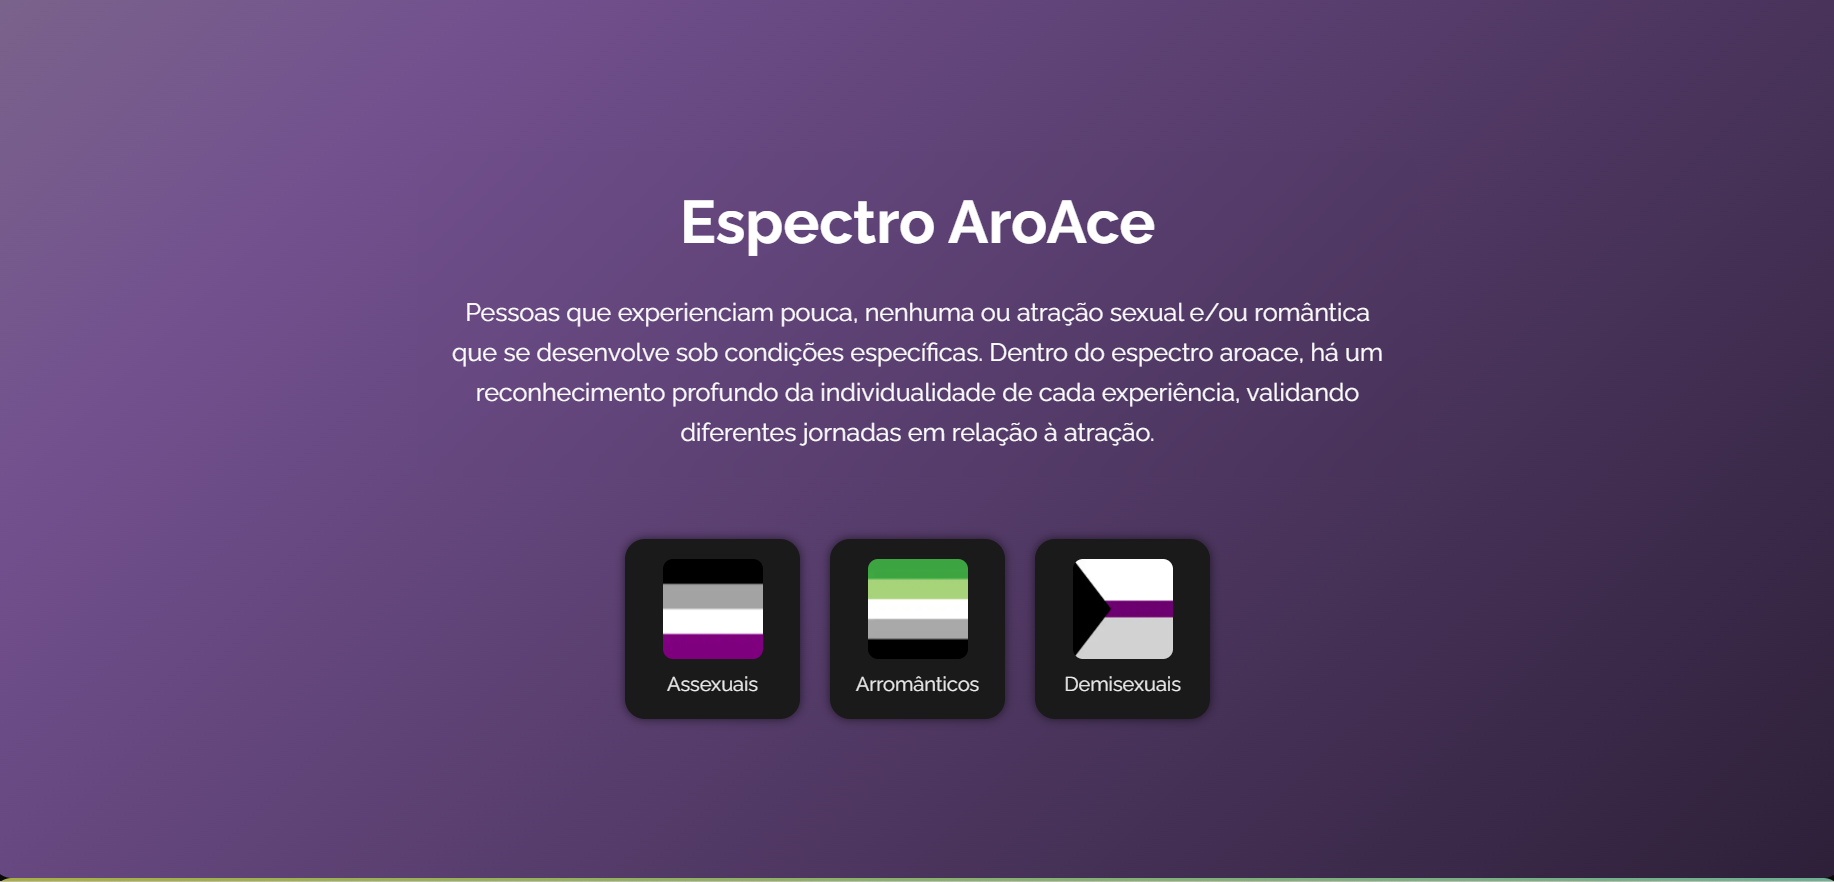 Espectro AroAce
Pessoas que experienciam pouca, nenhuma ou atração sexual e/ou romântica
que se desenvolve sob condições específicas. Dentro do espectro aroace, há um
reconhecimento profundo da individualidade de cada experiência, validando
diferentes jornadas em relação à atração.
Assexuais
Arromânticos
Demisexuais